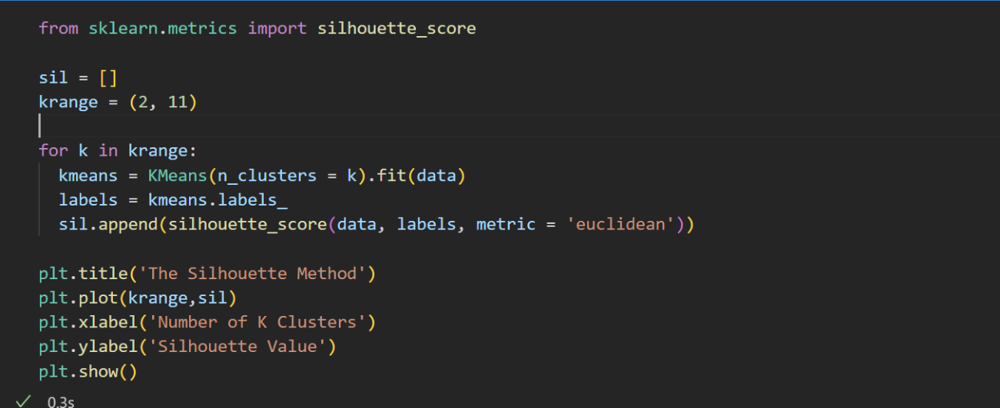 from sklearn.metrics import silhouette_score
sil = []
krange = (2, 11)
for k in krange:
  kmeans = KMeans(n_clusters = k).fit(data)
  labels = kmeans.labels_
  sil.append(silhouette_score(data, labels, metric = 'euclidean'))
plt.title('The Silhouette Method')
plt.plot(krange,sil)
plt.xlabel('Number of K Clusters')
plt.ylabel('Silhouette Value')
plt.show()
0.3s